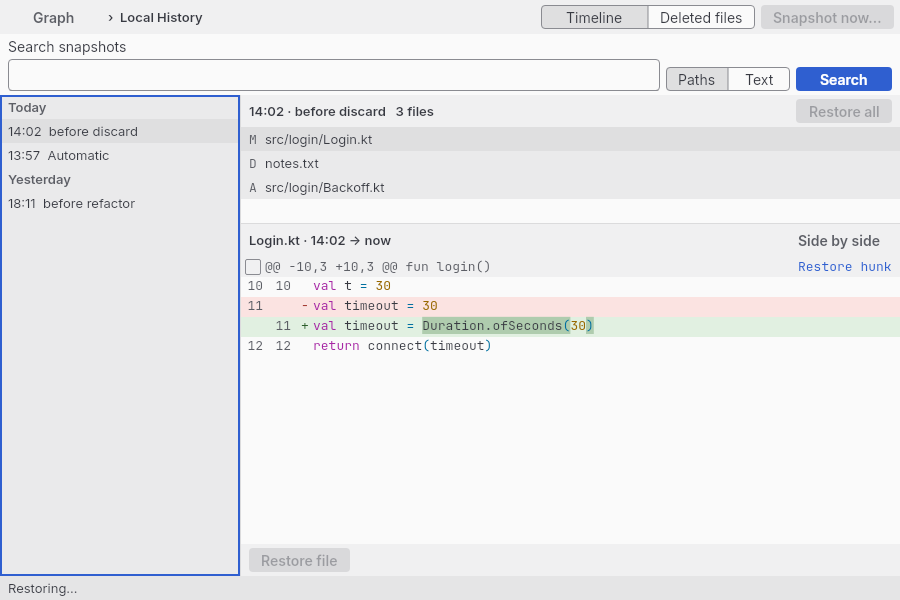 Graph › Local History Timeline Deleted files Snapshot now...
Search snapshots
Paths Text Search
Today
14:02 before discard
13:57 Automatic
Yesterday
18:11 before refactor
14:02 · before discard 3 files Restore all
M src/login/Login.kt
D notes.txt
A src/login/Backoff.kt
Login.kt · 14:02 → now Side by side
@@ -10,3 +10,3 @@ fun login() Restore hunk
10 10 val t = 30
11 - val timeout = 30
11 + val timeout = Duration.ofSeconds(30)
12 12 return connect(timeout)
Restore file
Restoring...